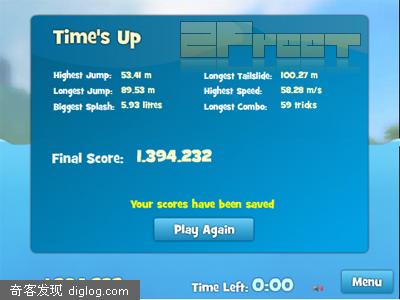 Time's Up
Highest Jump: 53.41 m
Longest Jump: 89.53 m
Biggest Splash: 5.93 litres
Longest Tailslide: 100.27 m
Highest Speed: 58.28 m/s
Longest Combo: 59 tricks
Final Score: 1,394,232
Your scores have been saved
Play Again
Time Left: 0:00
Menu
奇客发现 diglog.com